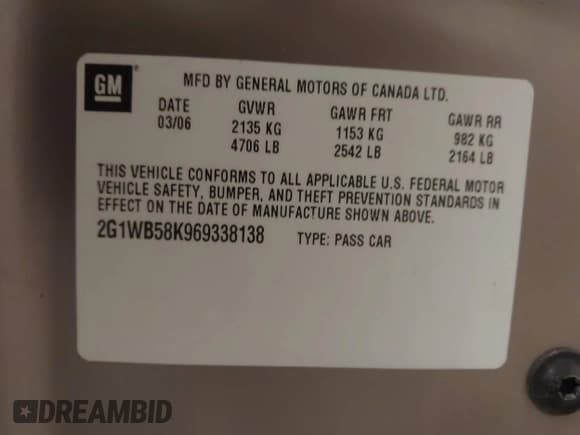 GM
MFD BY GENERAL MOTORS OF CANADA LTD.
DATE GVWR GAWR FRT GAWR RR
03/06 2135 KG 1153 KG 982 KG
4706 LB 2542 LB 2164 LB
THIS VEHICLE CONFORMS TO ALL APPLICABLE U.S. FEDERAL MOTOR
VEHICLE SAFETY, BUMPER, AND THEFT PREVENTION STANDARDS IN
EFFECT ON THE DATE OF MANUFACTURE SHOWN ABOVE.
2G1WB58K969338138 TYPE: PASS CAR
DREAMBID